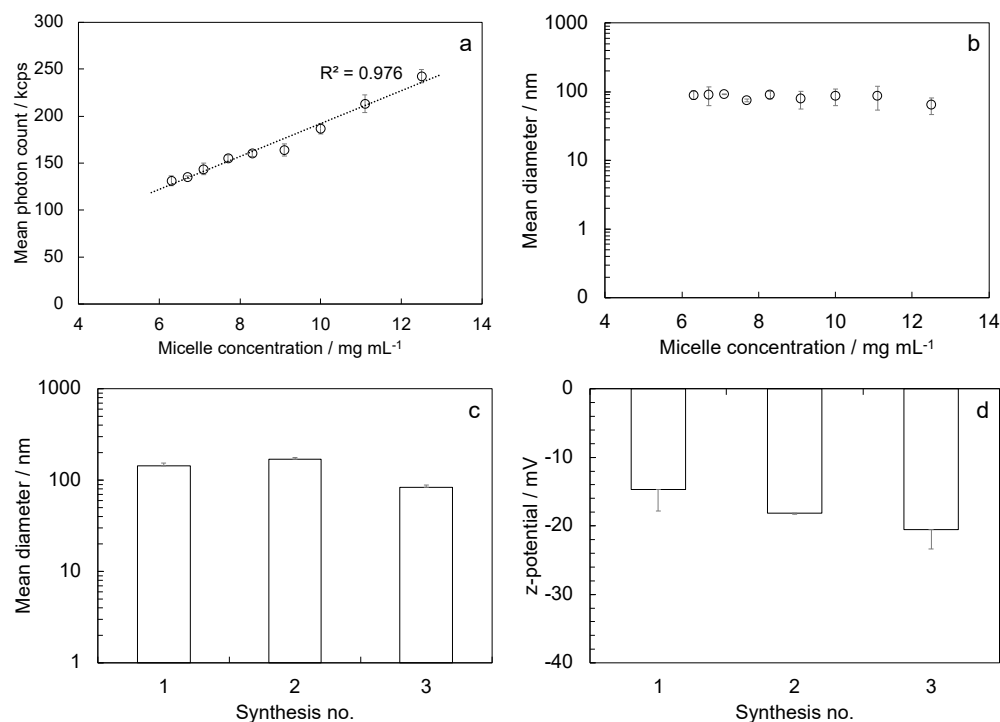 a
300
250
200
150
100
50
0
R² = 0.976
Mean photon count / kcps
4 6 8 10 12 14
Micelle concentration / mg mL⁻¹
b
1000
100
10
1
0
Mean diameter / nm
4 6 8 10 12 14
Micelle concentration / mg mL⁻¹
c
1000
100
10
1
Mean diameter / nm
1 2 3
Synthesis no.
d
0
-10
-20
-30
-40
z-potential / mV
1 2 3
Synthesis no.